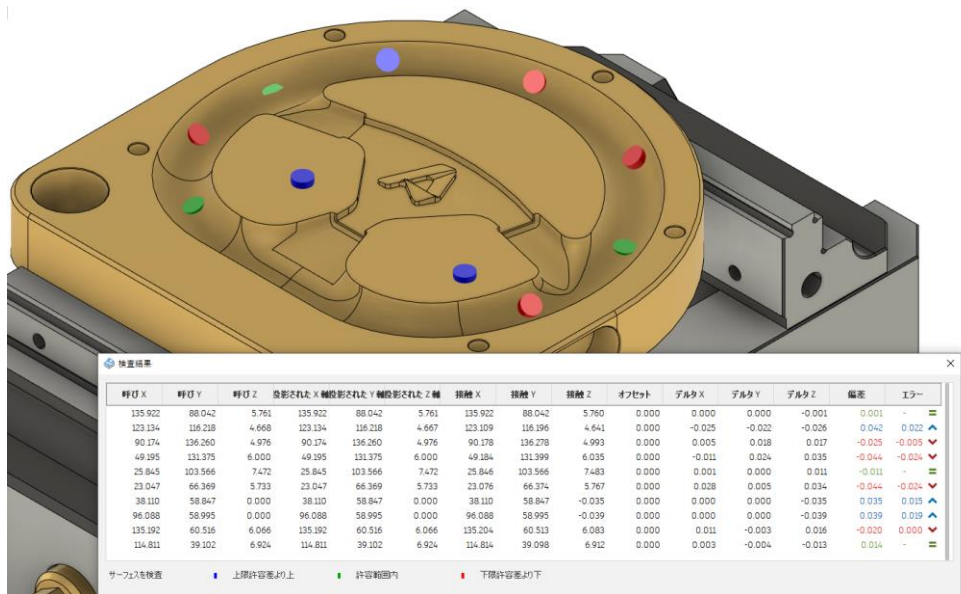 検査結果
呼び X 呼び Y 呼び Z 投影された X 軸 投影された Y 軸 投影された Z 軸 接触 X 接触 Y 接触 Z オフセット デルタ X デルタ Y デルタ Z 偏差 エラー
135.922 88.042 5.761 135.922 88.042 5.761 135.922 88.042 5.760 0.000 0.000 0.000 -0.001 0.001 - =
123.134 116.218 4.668 123.134 116.218 4.667 123.109 116.196 4.641 0.000 -0.025 -0.022 -0.026 0.042 0.022
90.174 136.260 4.976 90.174 136.260 4.976 90.178 136.278 4.993 0.000 0.005 0.018 0.017 -0.025 -0.005
49.195 131.375 6.000 49.195 131.375 6.000 49.184 131.399 6.035 0.000 -0.011 0.024 0.035 -0.044 -0.024
25.845 103.566 7.472 25.845 103.566 7.472 25.846 103.566 7.483 0.000 0.001 0.000 0.011 -0.011 - =
23.047 66.369 5.733 23.047 66.369 5.733 23.076 66.374 5.767 0.000 0.028 0.005 0.034 -0.044 -0.024
38.110 58.847 0.000 38.110 58.847 0.000 38.110 58.847 -0.035 0.000 0.000 0.000 -0.035 0.035 0.015
96.088 58.995 0.000 96.088 58.995 0.000 96.088 58.995 -0.039 0.000 0.000 0.000 -0.039 0.039 0.019
135.192 60.516 6.066 135.192 60.516 6.066 135.204 60.513 6.083 0.000 0.011 -0.003 0.016 -0.020 0.000
114.811 39.102 6.924 114.811 39.102 6.924 114.814 39.098 6.912 0.000 0.003 -0.004 -0.013 0.014 - =
サーフェスを検査 上限許容差より上 許容範囲内 下限許容差より下